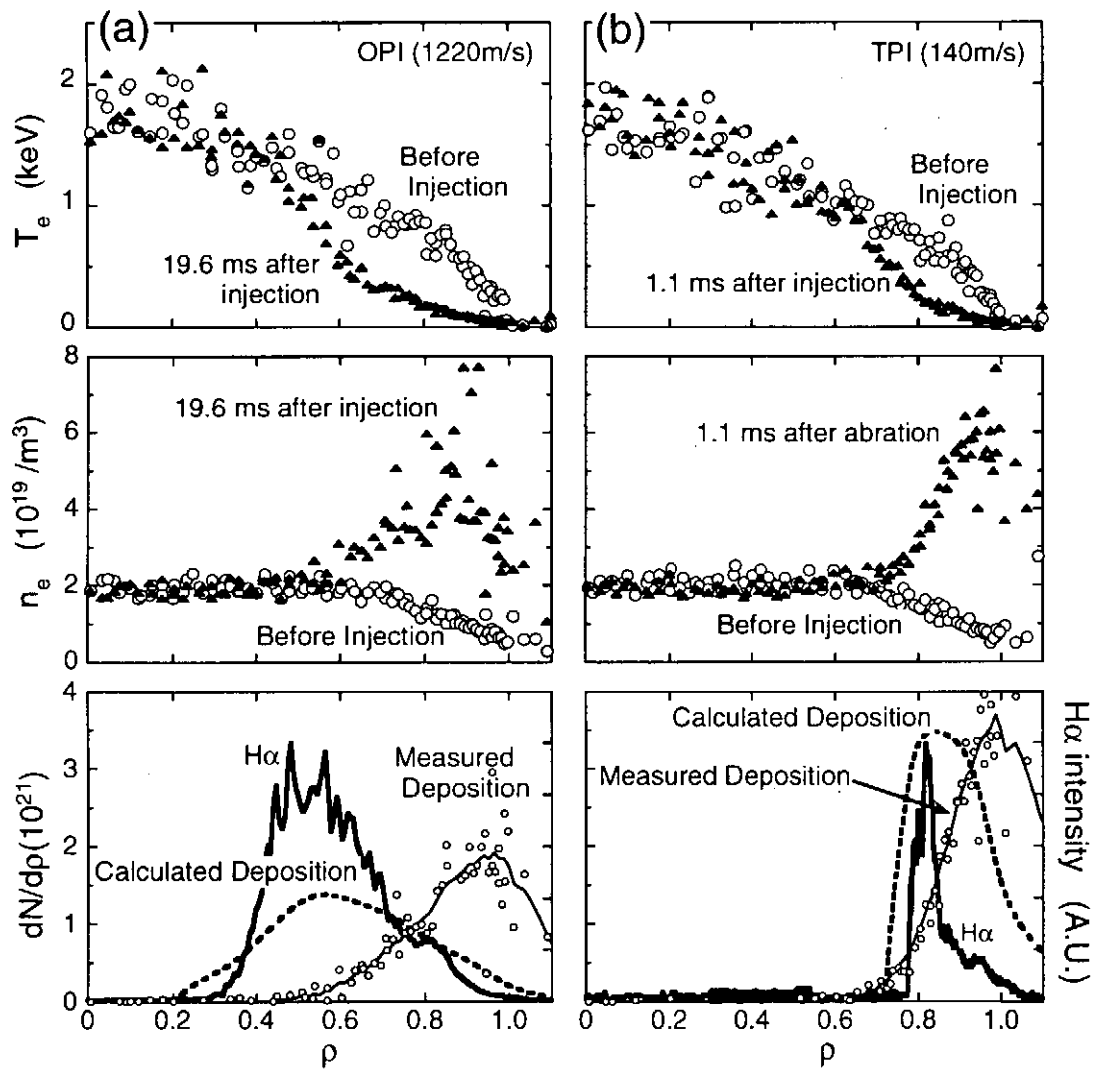 (a)
OPI (1220m/s)
(b)
TPI (140m/s)
2
1
0
T_e (keV)
Before
Injection
19.6 ms after
injection
Before
Injection
1.1 ms after injection
8
6
4
2
0
n_e (10^19 /m^3)
19.6 ms after injection
Before Injection
1.1 ms after abration
Before Injection
4
3
2
1
0
dN/dρ(10^21)
Hα
Measured
Deposition
Calculated Deposition
Calculated Deposition
Measured Deposition
Hα
Hα intensity (A.U.)
0 0.2 0.4 0.6 0.8 1.0
0 0.2 0.4 0.6 0.8 1.0
ρ
ρ